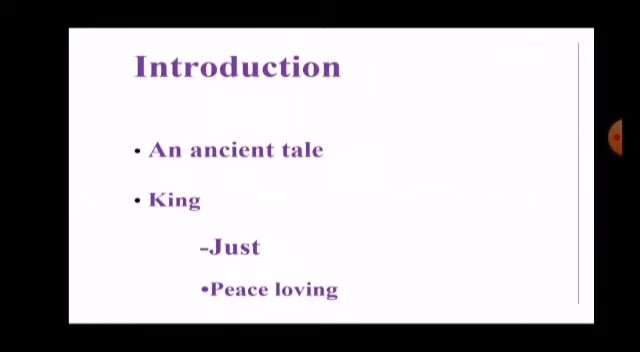 Introduction
• An ancient tale
• King
-Just
•Peace loving